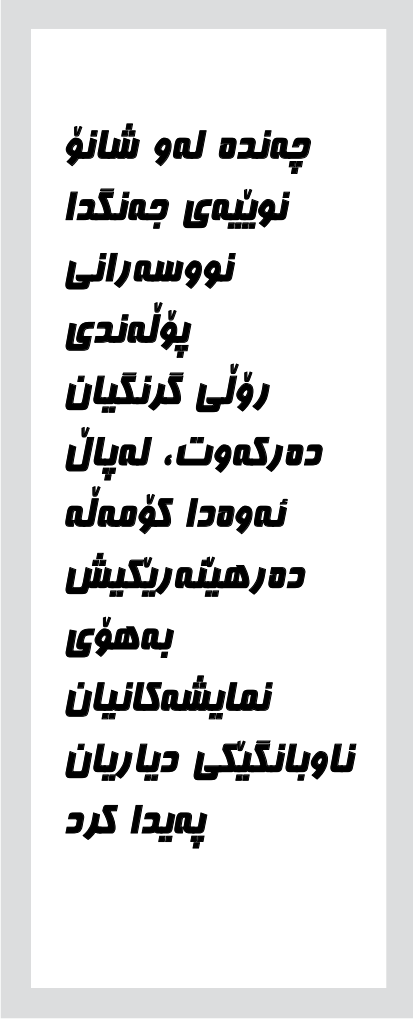 چەندە لەو شانۆ
نوێیەی جەنگدا
نووسەرانی
پۆڵەندی
رۆڵی گرنگیان
دەرکەوت، لەپاڵ
ئەوەدا کۆمەڵە
دەرهێنەرێکیش
بەهۆی
نمایشەکانیان
ناوبانگێکی دیاریان
پەیدا کرد